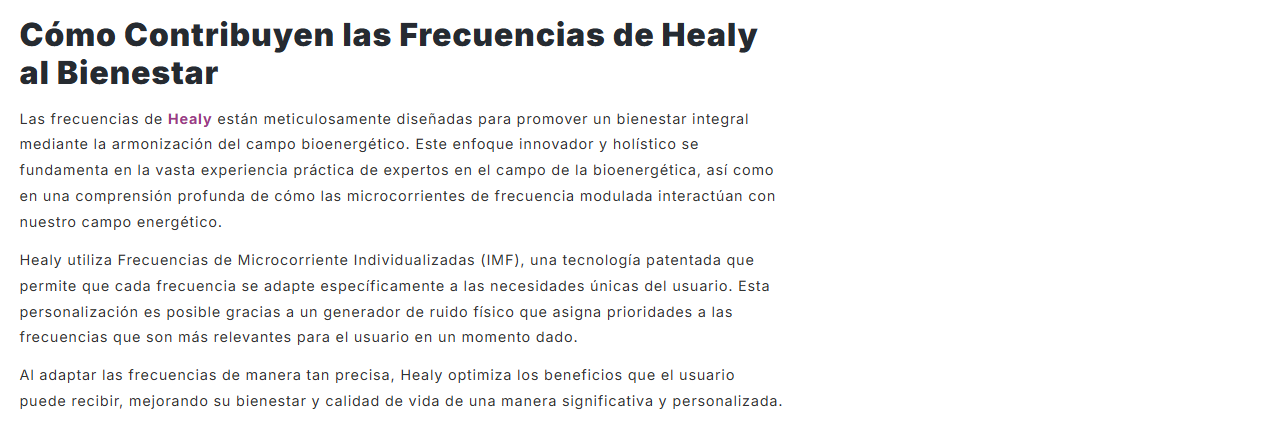 Cómo Contribuyen las Frecuencias de Healy
al Bienestar
Las frecuencias de Healy están meticulosamente diseñadas para promover un bienestar integral
mediante la armonización del campo bioenergético. Este enfoque innovador y holístico se
fundamenta en la vasta experiencia práctica de expertos en el campo de la bioenergética, así como
en una comprensión profunda de cómo las microcorrientes de frecuencia modulada interactúan con
nuestro campo energético.
Healy utiliza Frecuencias de Microcorriente Individualizadas (IMF), una tecnología patentada que
permite que cada frecuencia se adapte específicamente a las necesidades únicas del usuario. Esta
personalización es posible gracias a un generador de ruido físico que asigna prioridades a las
frecuencias que son más relevantes para el usuario en un momento dado.
Al adaptar las frecuencias de manera tan precisa, Healy optimiza los beneficios que el usuario
puede recibir, mejorando su bienestar y calidad de vida de una manera significativa y personalizada.